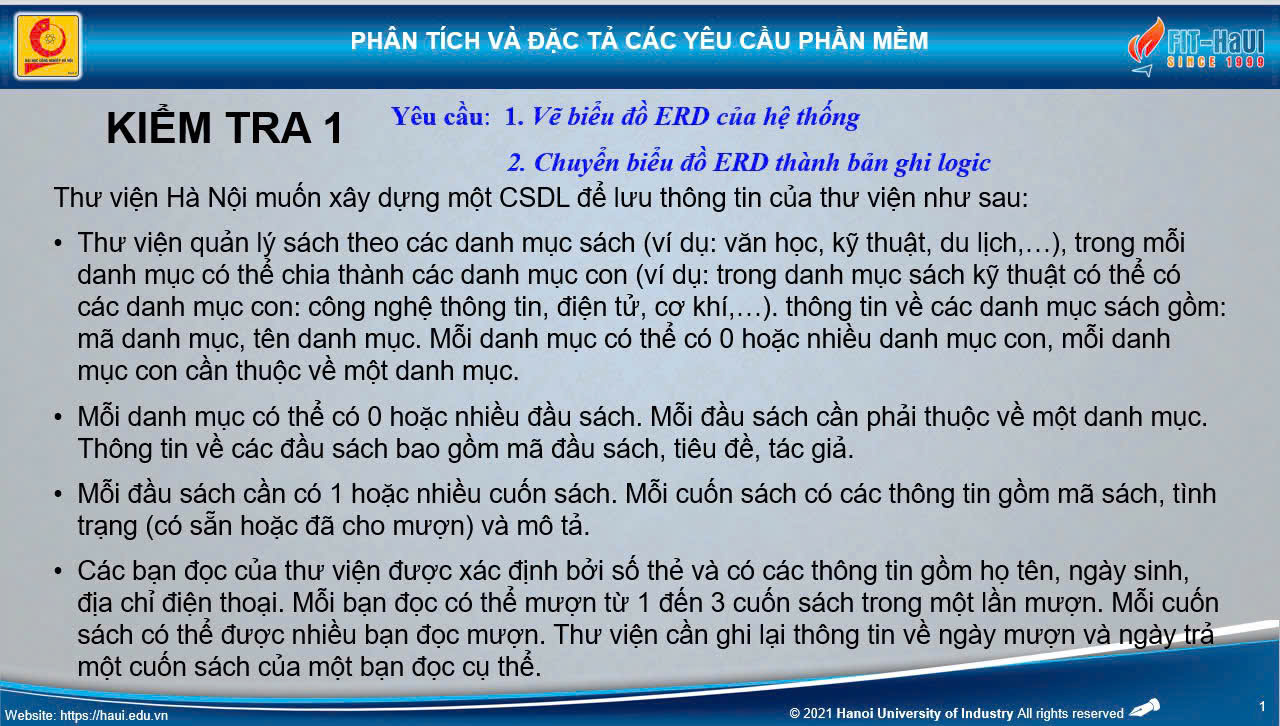 PHÂN TÍCH VÀ ĐẶC TẢ CÁC YÊU CẦU PHẦN MỀM
FIT-HaUI
SINCE 1999
KIỂM TRA 1
Yêu cầu: 1. Vẽ biểu đồ ERD của hệ thống
2. Chuyển biểu đồ ERD thành bản ghi logic
Thư viện Hà Nội muốn xây dựng một CSDL để lưu thông tin của thư viện như sau:
• Thư viện quản lý sách theo các danh mục sách (ví dụ: văn học, kỹ thuật, du lịch,…), trong mỗi
danh mục có thể chia thành các danh mục con (ví dụ: trong danh mục sách kỹ thuật có thể có
các danh mục con: công nghệ thông tin, điện tử, cơ khí,…). thông tin về các danh mục sách gồm:
mã danh mục, tên danh mục. Mỗi danh mục có thể có 0 hoặc nhiều danh mục con, mỗi danh
mục con cần thuộc về một danh mục.
• Mỗi danh mục có thể có 0 hoặc nhiều đầu sách. Mỗi đầu sách cần phải thuộc về một danh mục.
Thông tin về các đầu sách bao gồm mã đầu sách, tiêu đề, tác giả.
• Mỗi đầu sách cần có 1 hoặc nhiều cuốn sách. Mỗi cuốn sách có các thông tin gồm mã sách, tình
trạng (có sẵn hoặc đã cho mượn) và mô tả.
• Các bạn đọc của thư viện được xác định bởi số thẻ và có các thông tin gồm họ tên, ngày sinh,
địa chỉ điện thoại. Mỗi bạn đọc có thể mượn từ 1 đến 3 cuốn sách trong một lần mượn. Mỗi cuốn
sách có thể được nhiều bạn đọc mượn. Thư viện cần ghi lại thông tin về ngày mượn và ngày trả
một cuốn sách của một bạn đọc cụ thể.
Website: https://haui.edu.vn
© 2021 Hanoi University of Industry All rights reserved
1